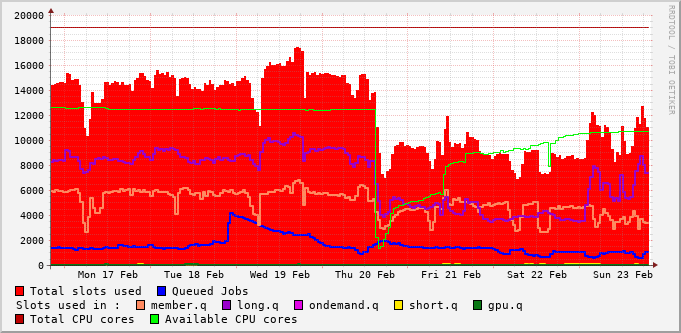 20000
18000
16000
14000
12000
10000
8000
6000
4000
2000
0
Mon 17 Feb Tue 18 Feb Wed 19 Feb Thu 20 Feb Fri 21 Feb Sat 22 Feb Sun 23 Feb
Total slots used Queued Jobs
Slots used in : member.q long.q ondemand.q short.q gpu.q
Total CPU cores Available CPU cores
RRDTOOL / TOBI OETIKER